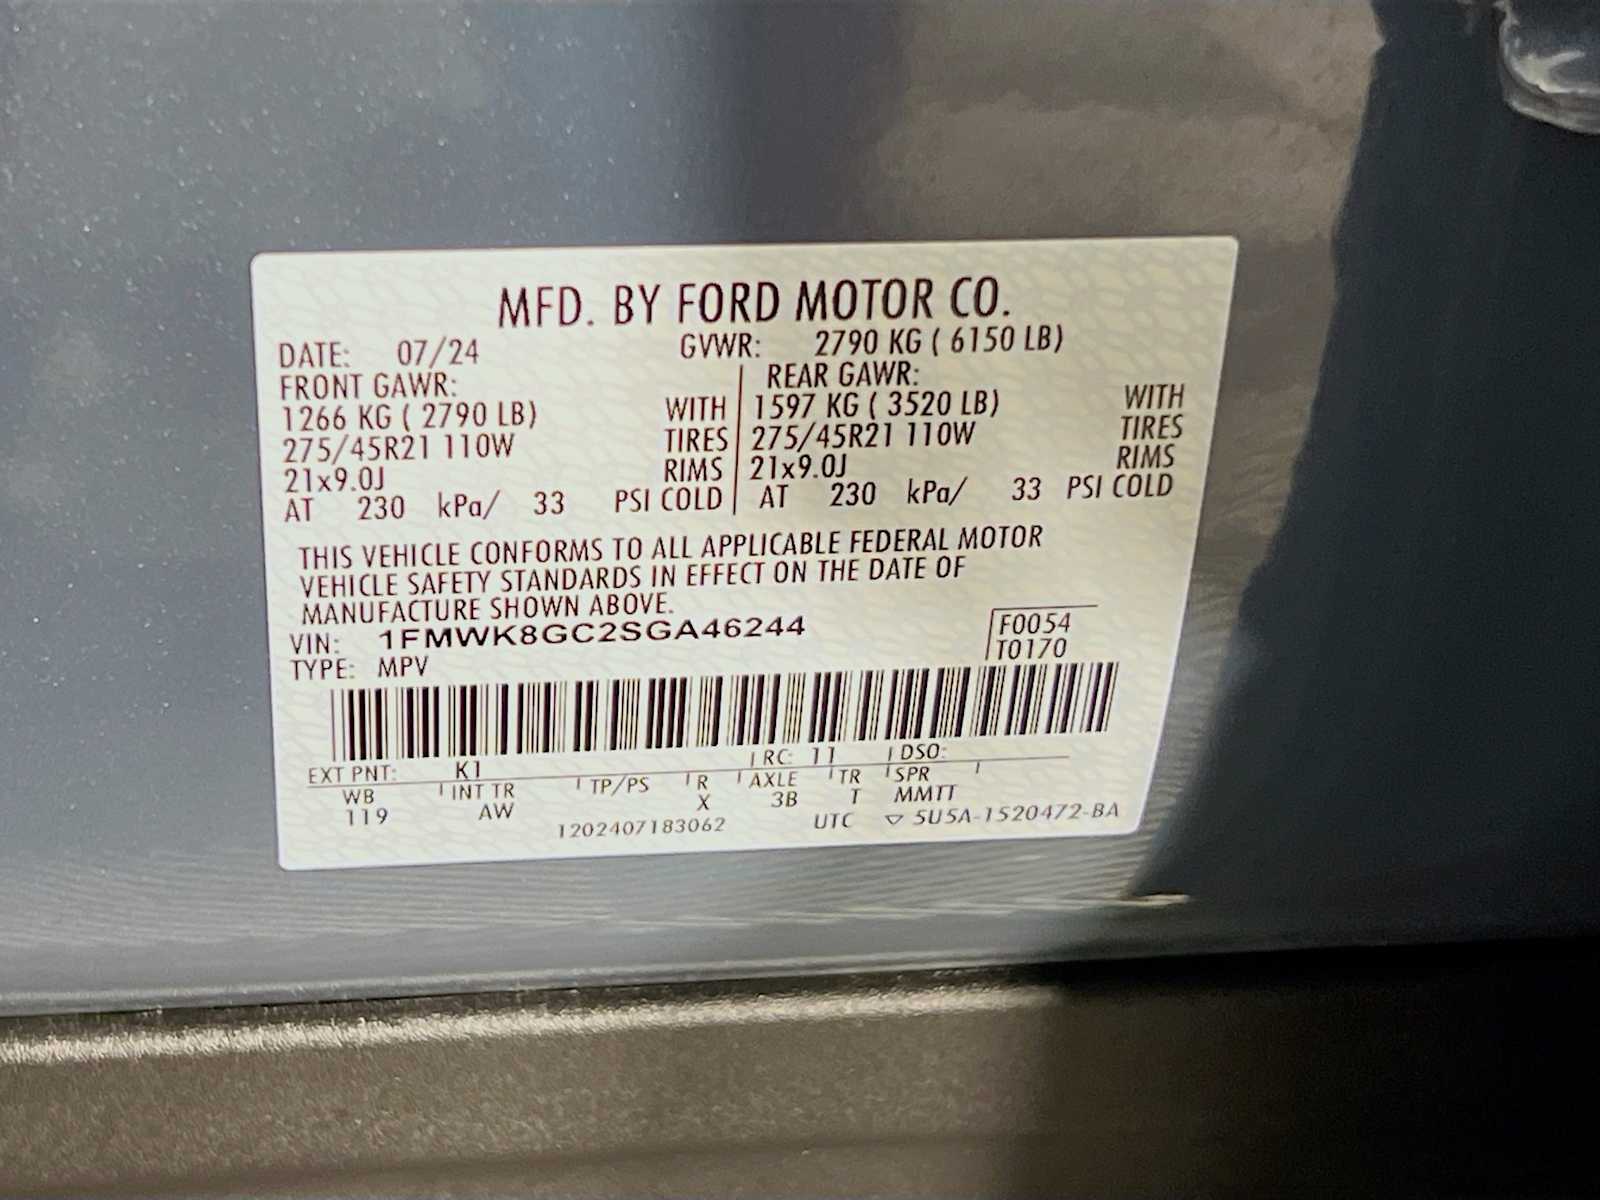 MFD. BY FORD MOTOR CO.
DATE: 07/24 GVWR: 2790 KG ( 6150 LB)
FRONT GAWR: REAR GAWR:
1266 KG ( 2790 LB) WITH 1597 KG ( 3520 LB) WITH
275/45R21 110W TIRES 275/45R21 110W TIRES
21x9.0J RIMS 21x9.0J RIMS
AT 230 kPa/ 33 PSI COLD AT 230 kPa/ 33 PSI COLD
THIS VEHICLE CONFORMS TO ALL APPLICABLE FEDERAL MOTOR
VEHICLE SAFETY STANDARDS IN EFFECT ON THE DATE OF
MANUFACTURE SHOWN ABOVE.
VIN: 1FMWK8GC2SGA46244 F0054
TYPE: MPV T0170
EXT PNT: K1 RC: 11 DSO:
WB INT TR TP/PS R AXLE TR SPR
119 AW X 3B T MMTT
1202407183062 UTC ▽ 5U5A-1520472-BA